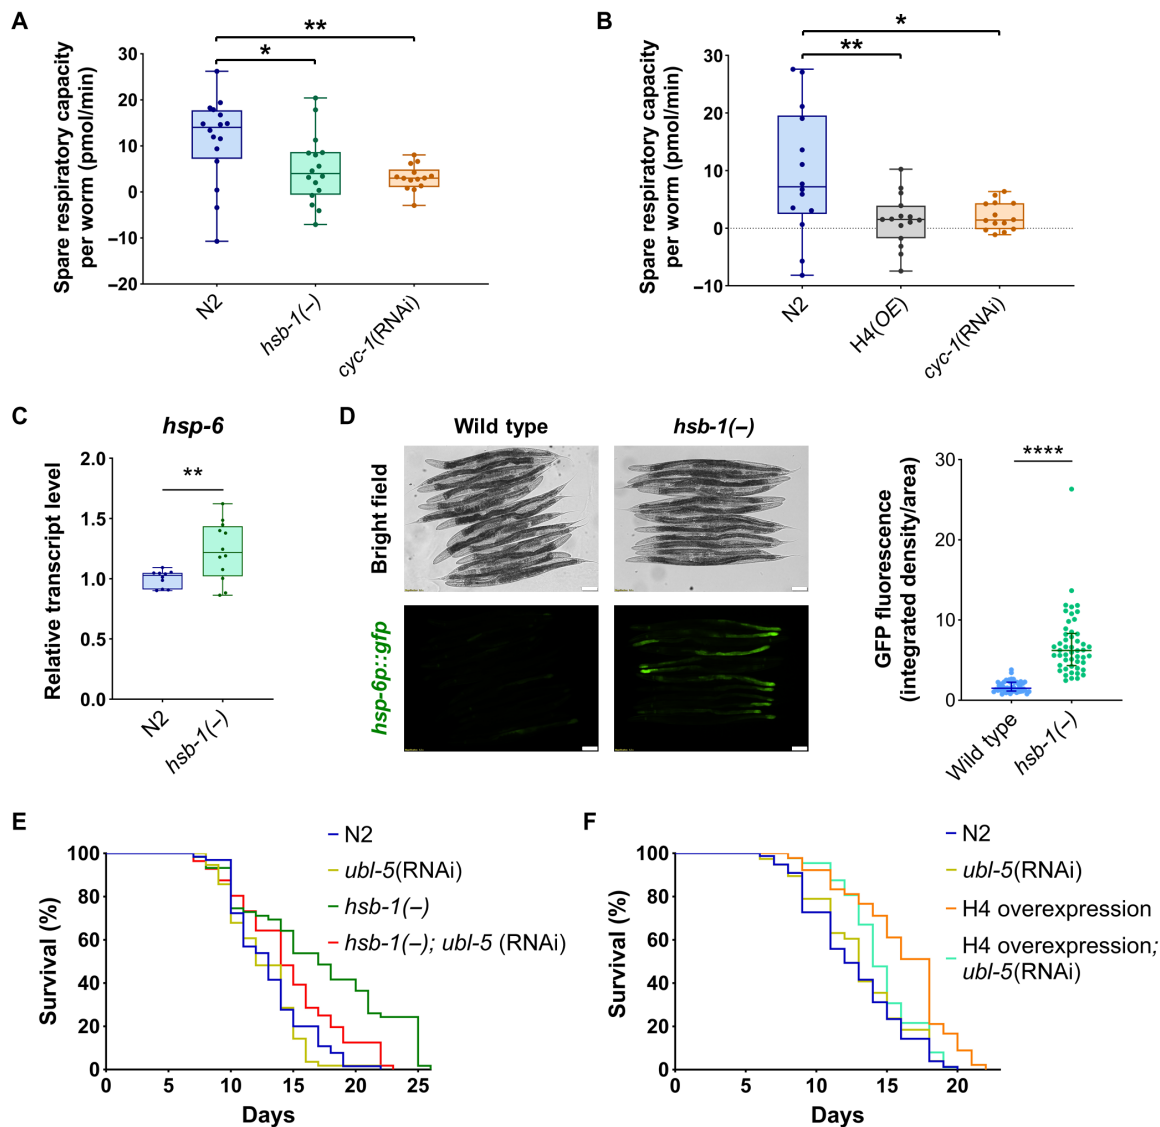 A
Spare respiratory capacity
per worm (pmol/min)
30
20
10
0
−10
−20
**
*
N2
hsb-1(–)
cyc-1(RNAi)
B
Spare respiratory capacity
per worm (pmol/min)
30
20
10
0
−10
*
**
N2
H4(OE)
cyc-1(RNAi)
C
hsp-6
Relative transcript level
2.0
1.5
1.0
0.5
0.0
**
N2
hsb-1(–)
D
Wild type
hsb-1(–)
Bright field
hsp-6p::gfp
GFP fluorescence
(integrated density/area)
30
20
10
0
****
Wild type
hsb-1(–)
E
Survival (%)
100
80
60
40
20
0
0
5
10
15
20
25
Days
N2
ubl-5(RNAi)
hsb-1(–)
hsb-1(–); ubl-5 (RNAi)
F
Survival (%)
100
80
60
40
20
0
0
5
10
15
20
Days
N2
ubl-5(RNAi)
H4 overexpression
H4 overexpression;
ubl-5(RNAi)